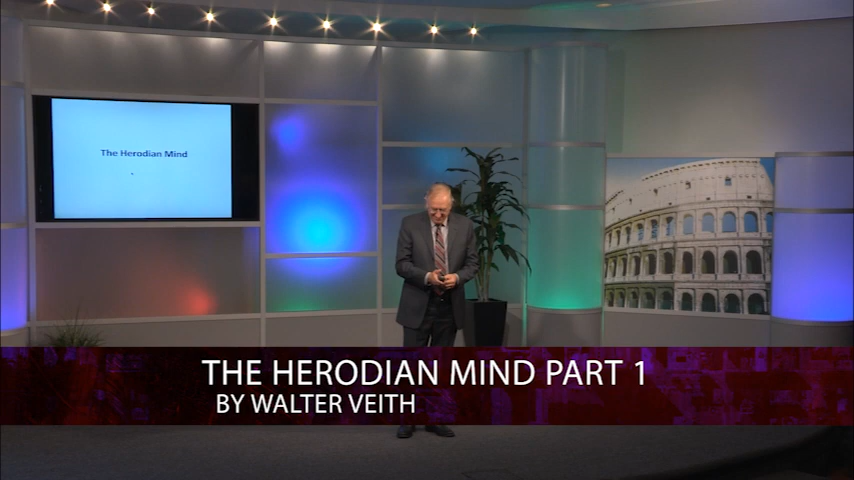 The Herodian Mind
THE HERODIAN MIND PART 1
BY WALTER VEITH